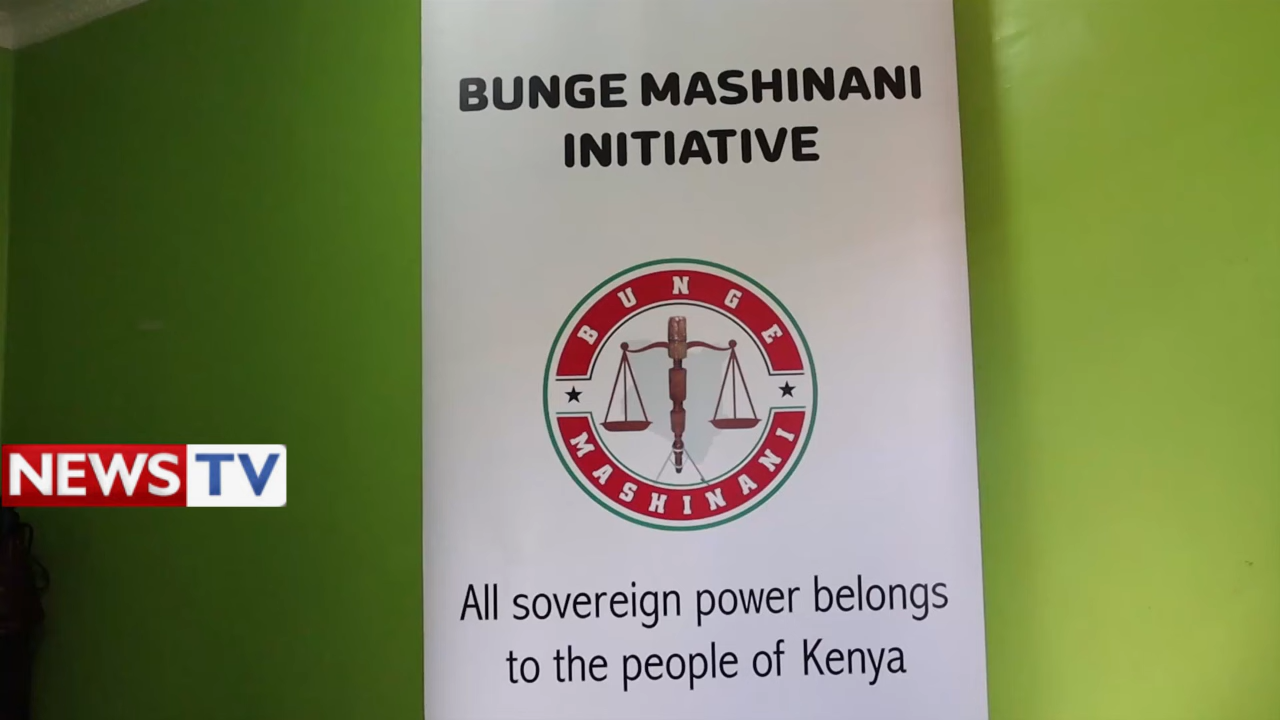 BUNGE MASHINANI
INITIATIVE
BUNGE
MASHINANI
NEWS TV
All sovereign power belongs
to the people of Kenya